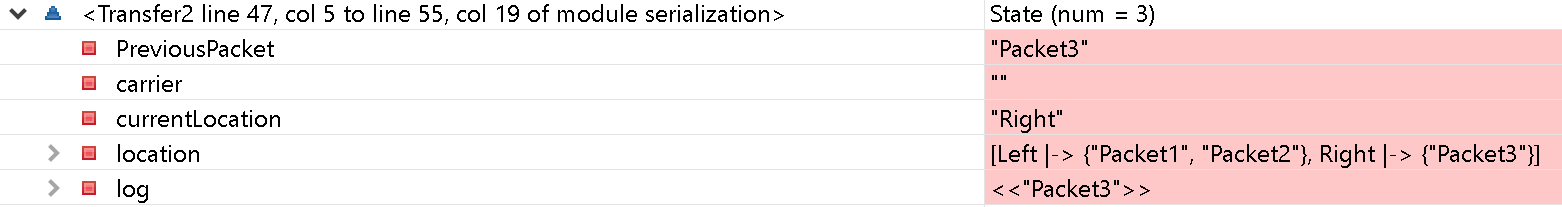 <Transfer2 line 47, col 5 to line 55, col 19 of module serialization> State (num = 3)
PreviousPacket "Packet3"
carrier ""
currentLocation "Right"
location [Left |-> {"Packet1", "Packet2"}, Right |-> {"Packet3"}]
log <<"Packet3">>